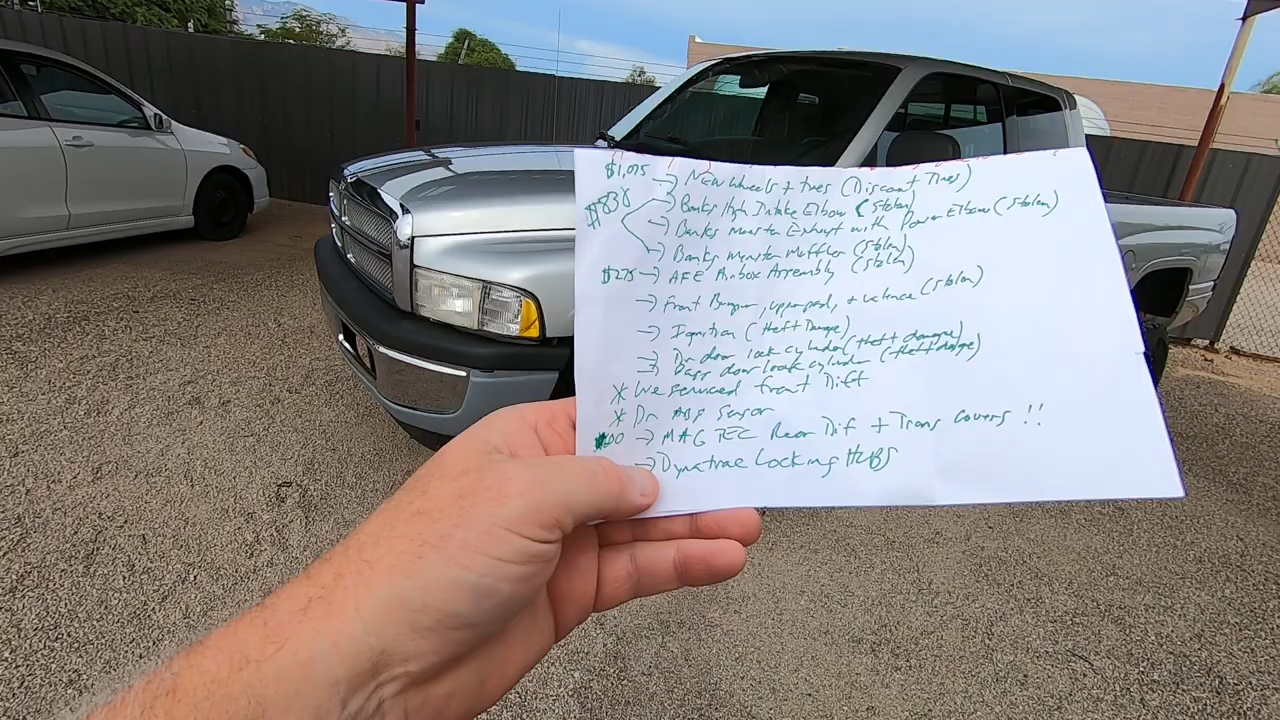 $1,075 → NEW wheels + tires (Discount Tires)
$838 Banks High Intake Elbow (Stolen)
→ Banks Monster Exhaust with Power Elbow (Stolen)
Banks Monster Muffler (Stolen)
$275 → AFE Airbox Assembly (Stolen)
→ Front Bumper, upper pad, + valence (Stolen)
→ Ignition (theft Damage)
→ Dr door lock cylinder (theft damage)
→ Pass door lock cylinder (theft damage)
* We serviced front Diff
* Dr ABS Sensor
→ MAG TEC Rear Dif + Trans covers !!
→ Dynatrac Locking HUBS